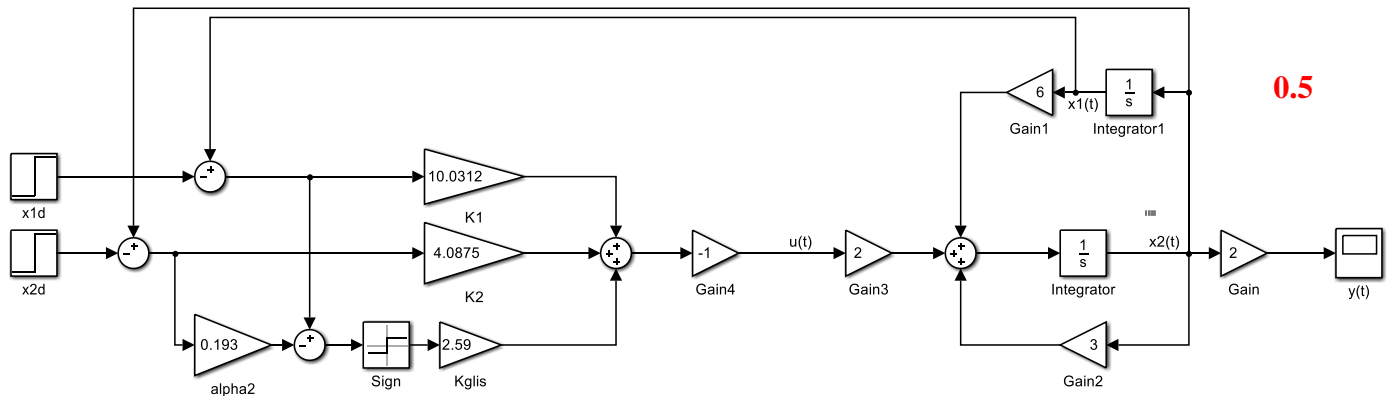 6
1
s
x1(t)
0.5
Gain1
Integrator1
x1d
10.0312
K1
x2d
4.0875
K2
-1
Gain4
u(t)
2
Gain3
1
s
Integrator
x2(t)
2
Gain
y(t)
0.193
alpha2
Sign
2.59
Kglis
3
Gain2